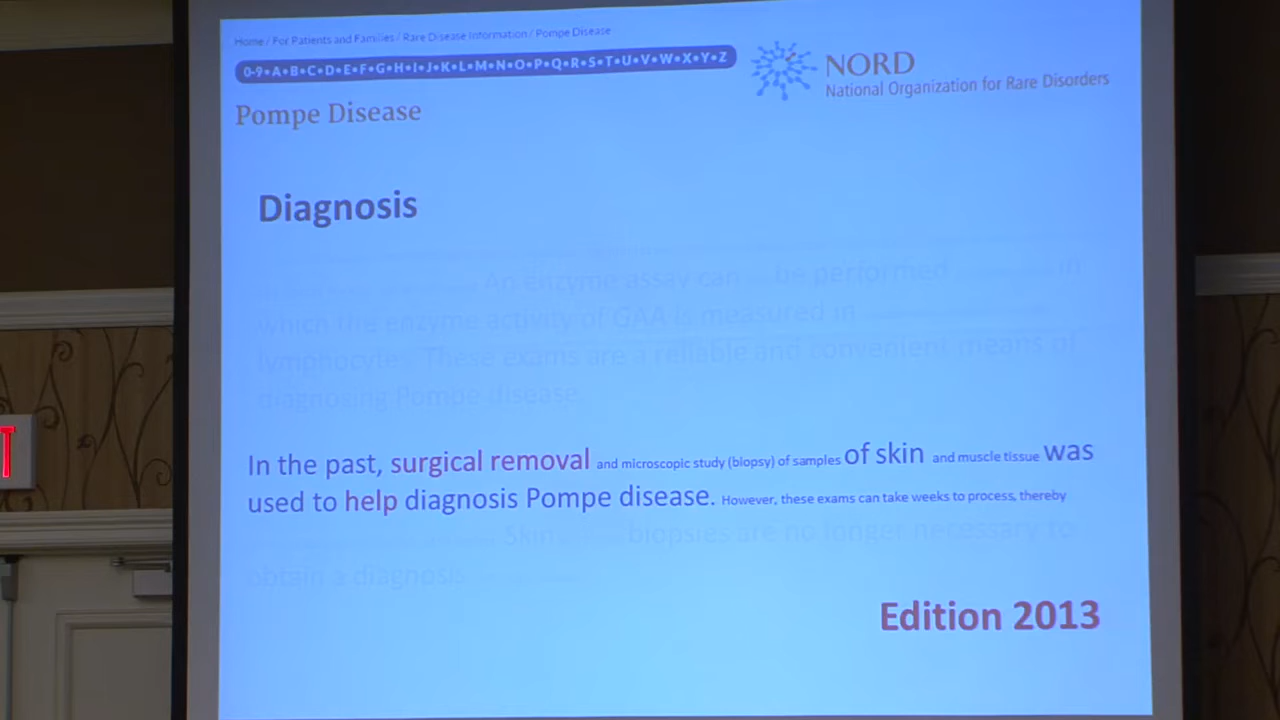 Home / For Patients and Families / Rare Disease Information / Pompe Disease
0-9•A•B•C•D•E•F•G•H•I•J•K•L•M•N•O•P•Q•R•S•T•U•V•W•X•Y•Z
NORD
National Organization for Rare Disorders
Pompe Disease
Diagnosis
An enzyme assay can be performed in
which the enzyme activity of GAA is measured in
These exams are a reliable and convenient means of
diagnosing Pompe disease.
In the past, surgical removal and microscopic study (biopsy) of samples of skin and muscle tissue was
used to help diagnosis Pompe disease. However, these exams can take weeks to process, thereby
Skin biopsies are no longer necessary to
obtain a diagnosis
Edition 2013
T